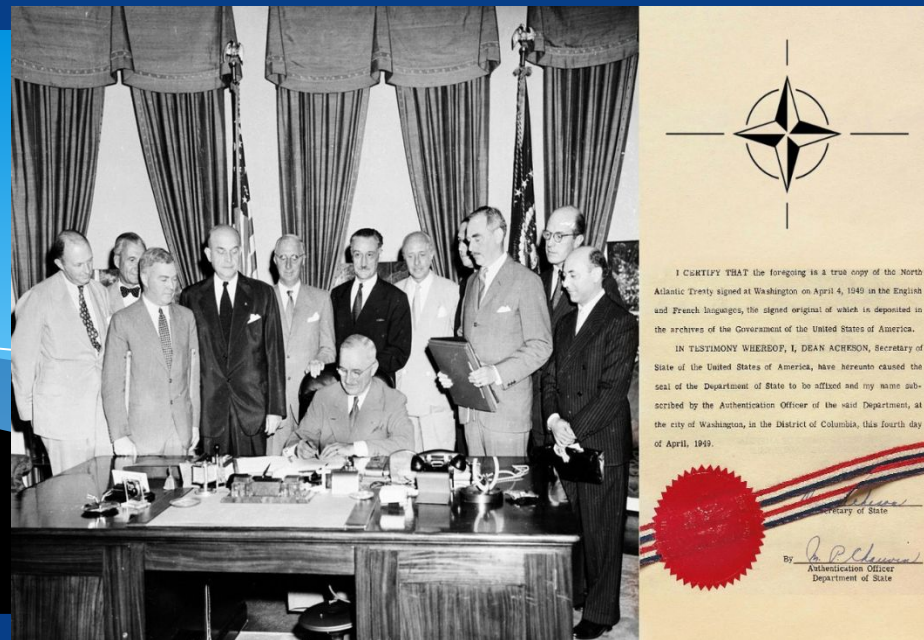 I CERTIFY THAT the foregoing is a true copy of the North
Atlantic Treaty signed at Washington on April 4, 1949 in the English
and French languages, the signed original of which is deposited in
the archives of the Government of the United States of America.
IN TESTIMONY WHEREOF, I, DEAN ACHESON, Secretary of
State of the United States of America, have hereunto caused the
seal of the Department of State to be affixed and my name sub-
scribed by the Authentication Officer of the said Department, at
the city of Washington, in the District of Columbia, this fourth day
of April, 1949.
Acheson
Secretary of State
By M. P. Chauvin
Authentication Officer
Department of State